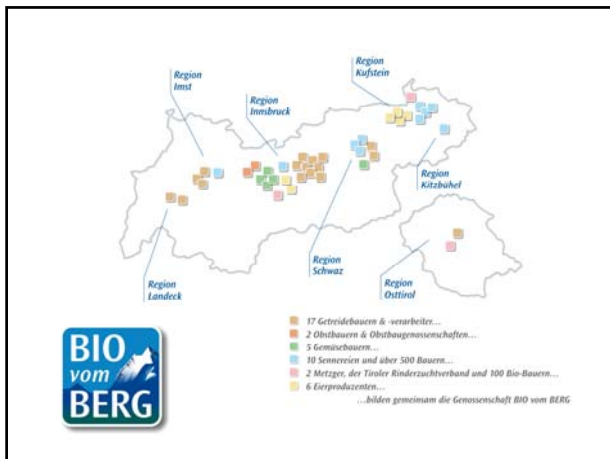 Region
Kufstein
Region
Imst
Region
Innsbruck
Region
Kitzbühel
Region
Schwaz
Region
Landeck
Region
Osttirol
17 Getreidebauern & -verarbeiter...
2 Obstbauern & Obstbaugenossenschaften...
5 Gemüsebauern...
10 Sennereien und über 500 Bauern...
2 Metzger, der Tiroler Rinderzuchtverband und 100 Bio-Bauern...
6 Eierproduzenten...
...bilden gemeinsam die Genossenschaft BIO vom BERG
BIO
vom
BERG